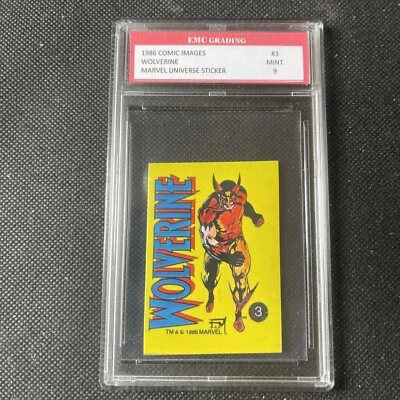 EMC GRADING
1986 COMIC IMAGES #3
WOLVERINE MINT
MARVEL UNIVERSE STICKER 9
WOLVERINE
3
TM & © 1986 MARVEL